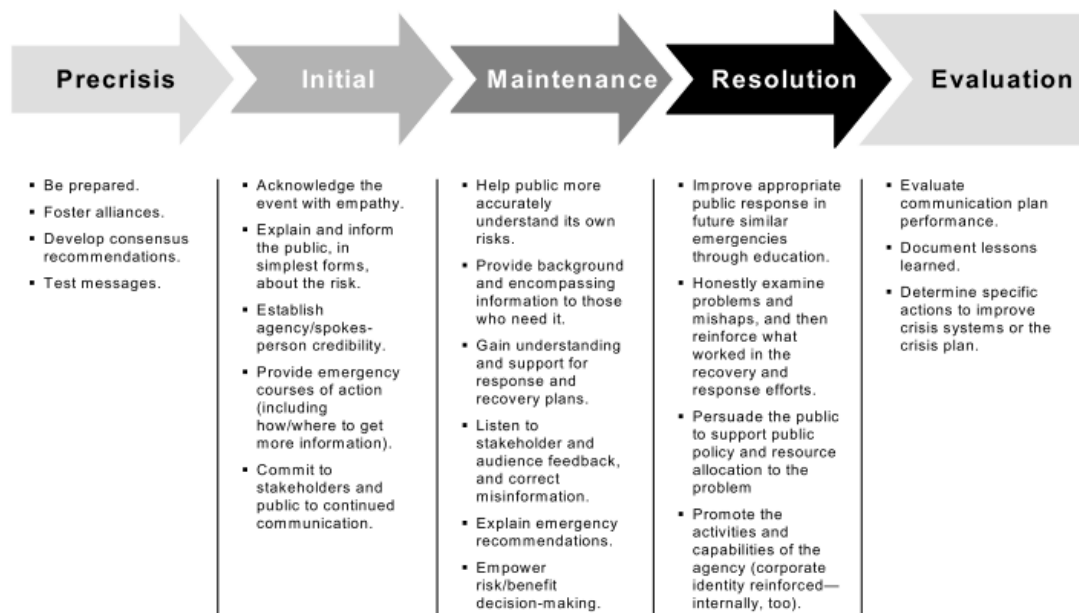 Precrisis
Initial
Maintenance
Resolution
Evaluation
▪ Be prepared.
▪ Foster alliances.
▪ Develop consensus
recommendations.
▪ Test messages.
▪ Acknowledge the
event with empathy.
▪ Explain and inform
the public, in
simplest forms,
about the risk.
▪ Establish
agency/spokes-
person credibility.
▪ Provide emergency
courses of action
(including
how/where to get
more information).
▪ Commit to
stakeholders and
public to continued
communication.
▪ Help public more
accurately
understand its own
risks.
▪ Provide background
and encompassing
information to those
who need it.
▪ Gain understanding
and support for
response and
recovery plans.
▪ Listen to
stakeholder and
audience feedback,
and correct
misinformation.
▪ Explain emergency
recommendations.
▪ Empower
risk/benefit
decision-making.
▪ Improve appropriate
public response in
future similar
emergencies
through education.
▪ Honestly examine
problems and
mishaps, and then
reinforce what
worked in the
recovery and
response efforts.
▪ Persuade the public
to support public
policy and resource
allocation to the
problem
▪ Promote the
activities and
capabilities of the
agency (corporate
identity reinforced—
internally, too).
▪ Evaluate
communication plan
performance.
▪ Document lessons
learned.
▪ Determine specific
actions to improve
crisis systems or the
crisis plan.